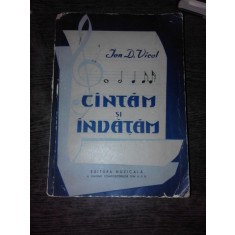 Ion D. Vicol
CÎNTĂM
ȘI
ÎNVĂȚĂM
EDITURA MUZICALĂ